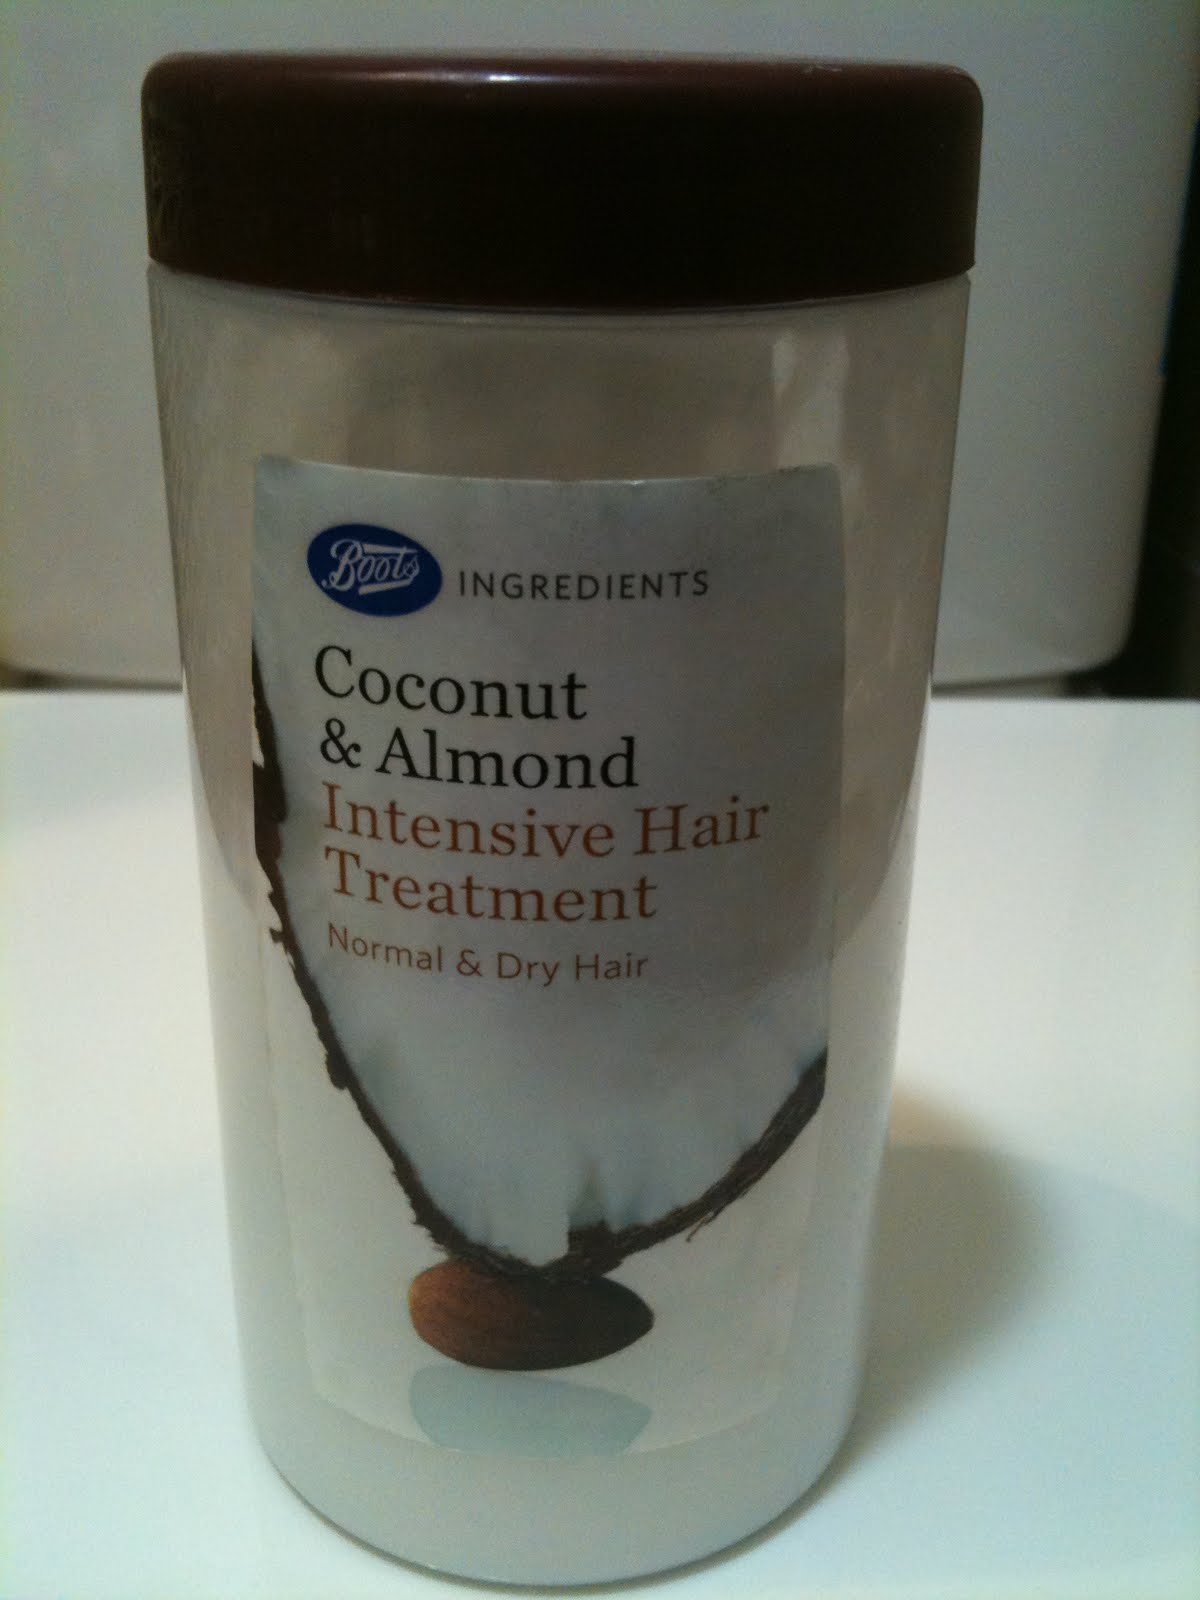 Boots INGREDIENTS
Coconut
& Almond
Intensive Hair
Treatment
Normal & Dry Hair